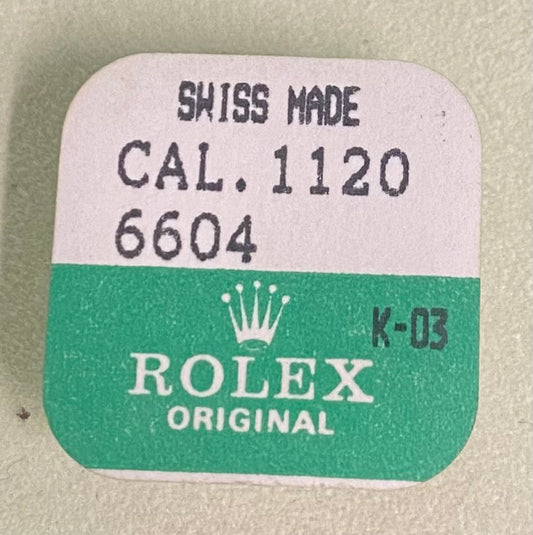 SWISS MADE
CAL. 1120
6604
K-03
ROLEX
ORIGINAL